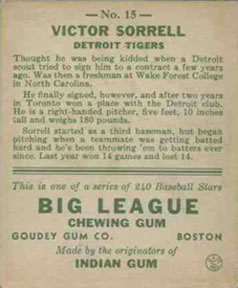 — No. 15 —
VICTOR SORRELL
DETROIT TIGERS
Thought he was being kidded when a Detroit
scout tried to sign him to a contract a few years
ago. Was then a freshman at Wake Forest College
in North Carolina.
He finally signed, however, and after two years
in Toronto won a place with the Detroit club.
He is a right-handed pitcher, five feet, 10 inches
tall and weighs 180 pounds.
Sorrell started as a third baseman, but began
pitching when a teammate was getting batted
hard and he's been throwing 'em to batters ever
since. Last year won 14 games and lost 14.
This is one of a series of 240 Baseball Stars
BIG LEAGUE
CHEWING GUM
GOUDEY GUM CO. BOSTON
Made by the originators of
INDIAN GUM